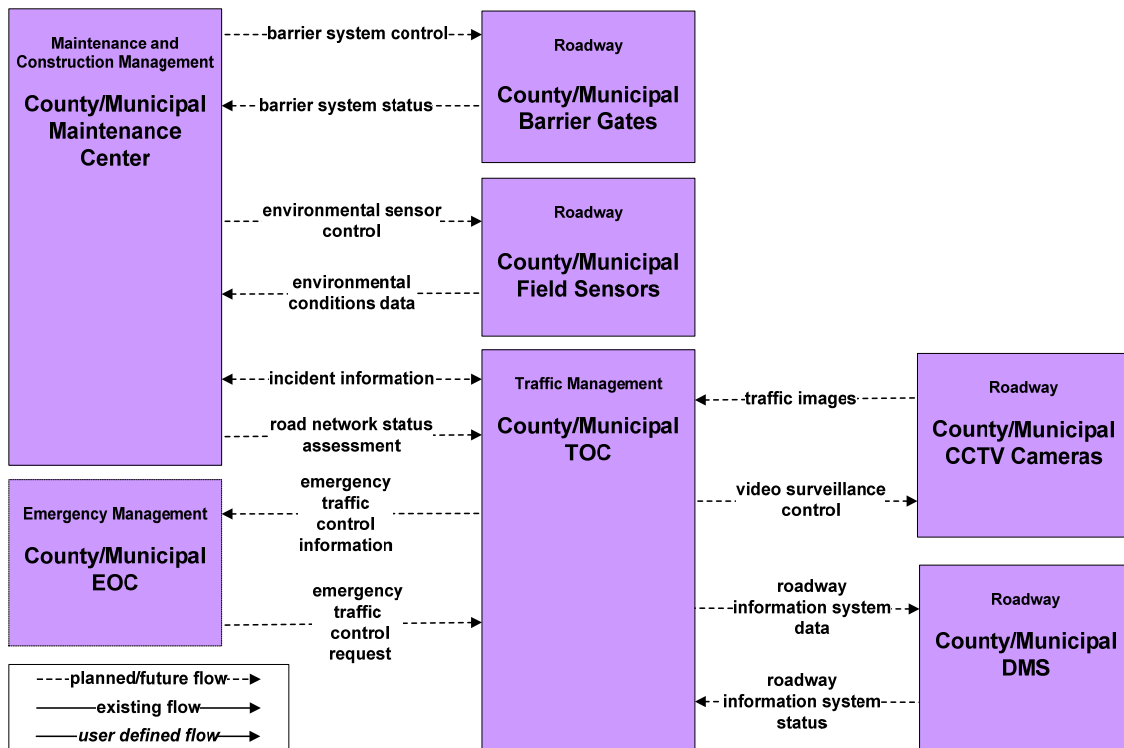 Maintenance and
Construction Management
County/Municipal
Maintenance
Center
barrier system control
barrier system status
Roadway
County/Municipal
Barrier Gates
environmental sensor
control
environmental
conditions data
Roadway
County/Municipal
Field Sensors
incident information
road network status
assessment
Traffic Management
County/Municipal
TOC
traffic images
video surveillance
control
Roadway
County/Municipal
CCTV Cameras
Emergency Management
County/Municipal
EOC
emergency
traffic
control
information
emergency
traffic
control
request
roadway
information system
data
roadway
information system
status
Roadway
County/Municipal
DMS
planned/future flow
existing flow
user defined flow